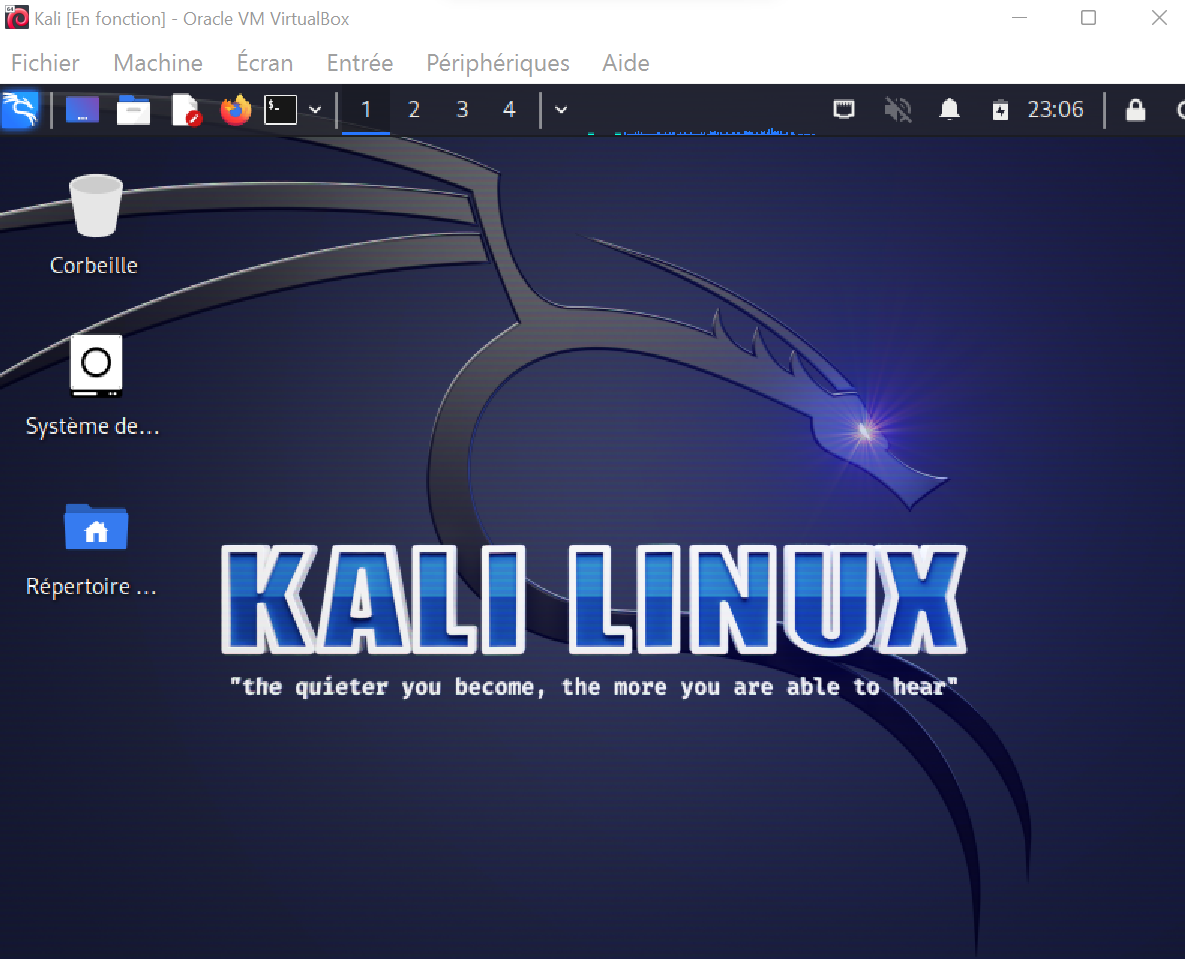 Kali [En fonction] - Oracle VM VirtualBox
Fichier Machine Écran Entrée Périphériques Aide
$- 1 2 3 4 23:06
Corbeille
Système de...
Répertoire ...
KALI LINUX
"the quieter you become, the more you are able to hear"